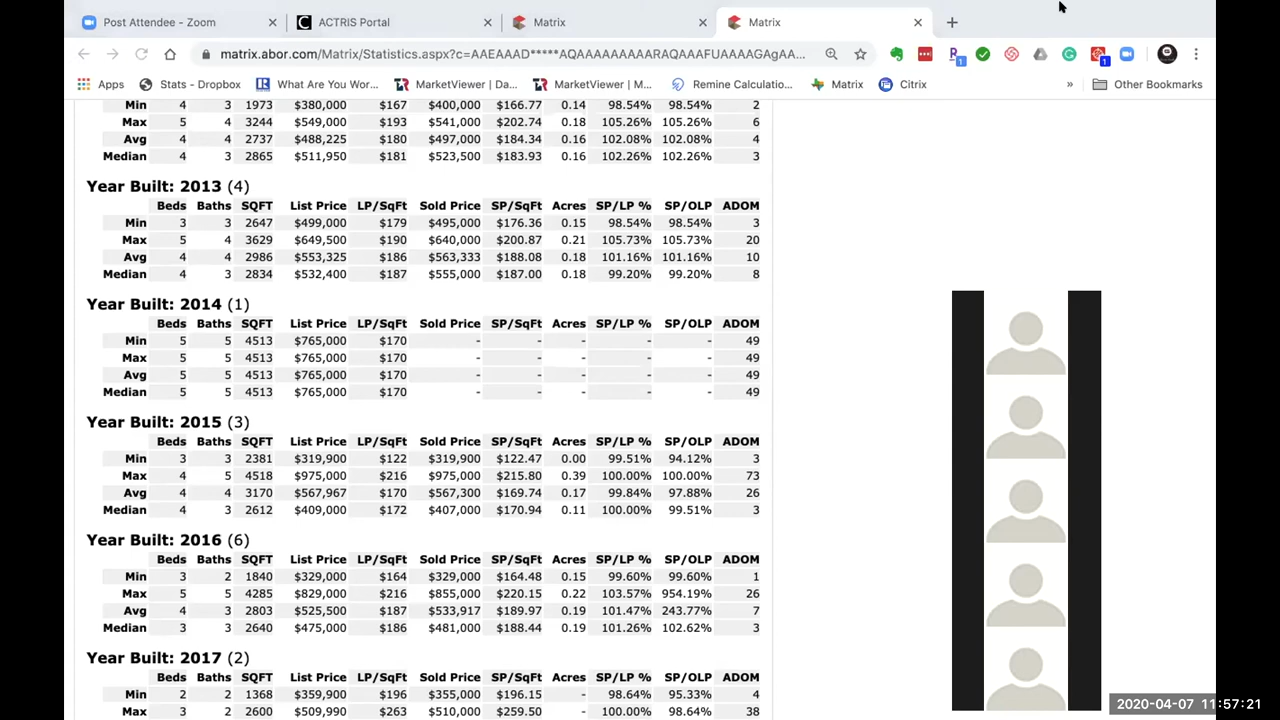 Post Attendee - Zoom × ACTRIS Portal × Matrix × Matrix × +
matrix.abor.com/Matrix/Statistics.aspx?c=AAEAAAD*****AQAAAAAAAAARAQAAAFUAAAAGAgAA...
Apps Stats - Dropbox What Are You Wor... MarketViewer | Da... MarketViewer | M... Remine Calculatio... Matrix Citrix » Other Bookmarks
Min 3 $380,000 $400,000 0.14 98.54% 98.54% 2
Max 5 4 3244 $549,000 $193 $541,000 $202.74 0.18 105.26% 105.26% 6
Avg 4 3 2737 $488,225 $180 $497,000 $184.34 0.16 102.08% 102.08% 4
Median 4 3 2865 $511,950 $181 $523,500 $183.93 0.16 102.26% 102.26% 3
Year Built: 2013 (4)
Beds Baths SQFT List Price LP/SqFt Sold Price SP/SqFt Acres SP/LP % SP/OLP ADOM
Min 3 3 2647 $499,000 $179 $495,000 $176.36 0.15 98.54% 98.54% 3
Max 5 4 3629 $649,500 $190 $640,000 $200.87 0.21 105.73% 105.73% 20
Avg 4 4 2986 $553,325 $186 $563,333 $188.08 0.18 101.16% 101.16% 10
Median 4 3 2834 $532,400 $187 $555,000 $187.00 0.18 99.20% 99.20% 8
Year Built: 2014 (1)
Beds Baths SQFT List Price LP/SqFt Sold Price SP/SqFt Acres SP/LP % SP/OLP ADOM
Min 5 5 4513 $765,000 $170 - - - - - 49
Max 5 5 4513 $765,000 $170 - - - - - 49
Avg 5 5 4513 $765,000 $170 - - - - - 49
Median 5 5 4513 $765,000 $170 - - - - - 49
Year Built: 2015 (3)
Beds Baths SQFT List Price LP/SqFt Sold Price SP/SqFt Acres SP/LP % SP/OLP ADOM
Min 3 3 2381 $319,000 $122 $319,900 $122.47 0.00 99.51% 94.12% 3
Max 4 5 4518 $975,000 $216 $975,000 $215.80 0.39 100.00% 100.00% 73
Avg 4 4 3170 $567,967 $170 $567,300 $169.74 0.17 99.84% 97.88% 26
Median 4 3 2612 $409,000 $172 $407,000 $170.94 0.11 100.00% 99.51% 3
Year Built: 2016 (6)
Beds Baths SQFT List Price LP/SqFt Sold Price SP/SqFt Acres SP/LP % SP/OLP ADOM
Min 3 2 1840 $329,000 $164 $329,000 $164.48 0.15 99.60% 99.60% 1
Max 5 5 4285 $829,000 $216 $855,000 $220.15 0.22 103.57% 954.19% 26
Avg 4 3 2803 $525,583 $187 $533,917 $189.97 0.19 101.47% 243.77% 7
Median 3 3 2640 $475,000 $186 $481,000 $188.44 0.19 101.26% 102.62% 3
Year Built: 2017 (2)
Beds Baths SQFT List Price LP/SqFt Sold Price SP/SqFt Acres SP/LP % SP/OLP ADOM
Min 2 2 1368 $359,900 $196 $355,000 $196.15 - 98.64% 95.33% 4
Max 3 2 2600 $509,990 $263 $510,000 - 100.00% 98.64% 38
2020-04-07 11:57:21